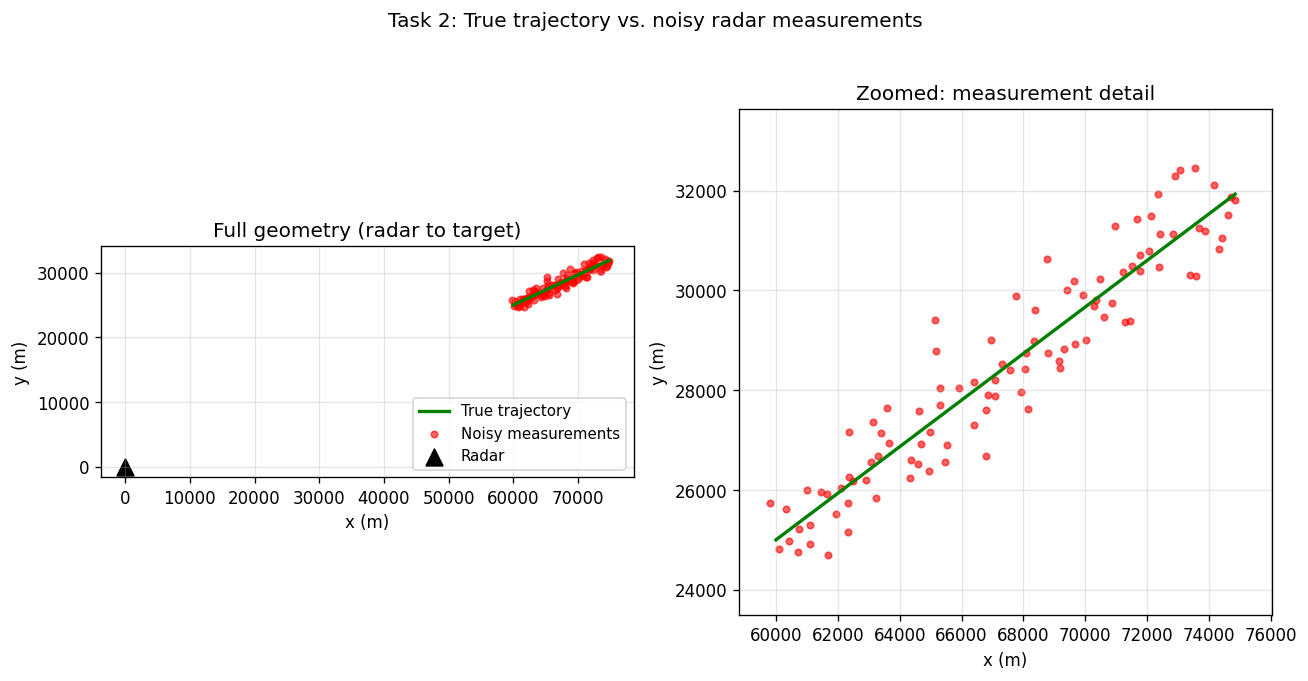 Task 2: True trajectory vs. noisy radar measurements
Full geometry (radar to target)
30000
20000
10000
0
y (m)
0 10000 20000 30000 40000 50000 60000 70000
x (m)
True trajectory
Noisy measurements
Radar
Zoomed: measurement detail
32000
30000
28000
26000
24000
y (m)
60000 62000 64000 66000 68000 70000 72000 74000 76000
x (m)